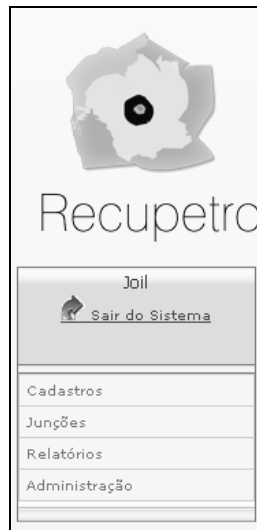 Recupetro
Joil
Sair do Sistema
Cadastros
Junções
Relatórios
Administração